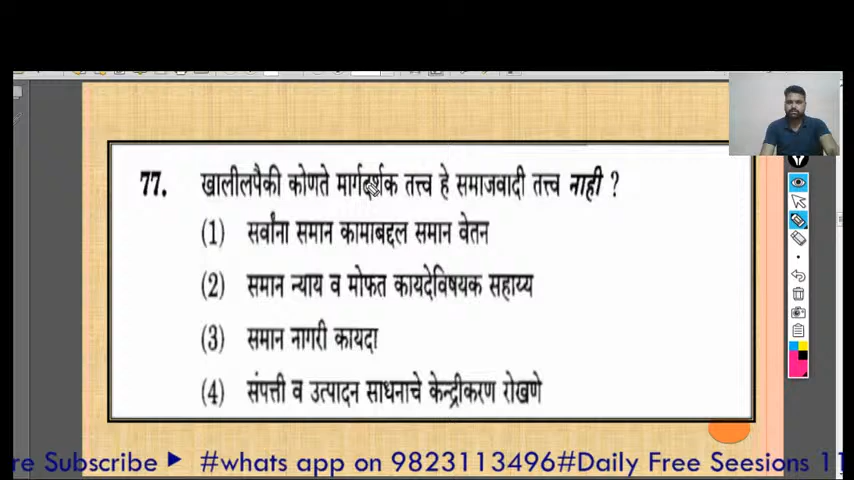 77. खालीलपैकी कोणते मार्गदर्शक तत्त्व हे समाजवादी तत्त्व नाही ?
(1) सर्वांना समान कामाबद्दल समान वेतन
(2) समान न्याय व मोफत कायदेविषयक सहाय्य
(3) समान नागरी कायदा
(4) संपत्ती व उत्पादन साधनाचे केन्द्रीकरण रोखणे
re Subscribe ▶ #whats app on 9823113496#Daily Free Seesions 11